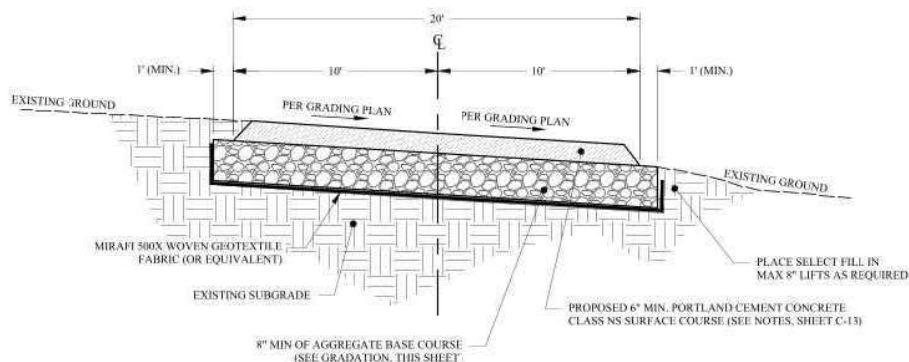 20'
℄
1' (MIN.)
10'
10'
1' (MIN.)
EXISTING GROUND
PER GRADING PLAN
PER GRADING PLAN
EXISTING GROUND
MIRAFI 500X WOVEN GEOTEXTILE
FABRIC (OR EQUIVALENT)
PLACE SELECT FILL IN
MAX 8" LIFTS AS REQUIRED
EXISTING SUBGRADE
PROPOSED 6" MIN. PORTLAND CEMENT CONCRETE
CLASS NS SURFACE COURSE (SEE NOTES, SHEET C-13)
8" MIN OF AGGREGATE BASE COURSE
(SEE GRADATION, THIS SHEET